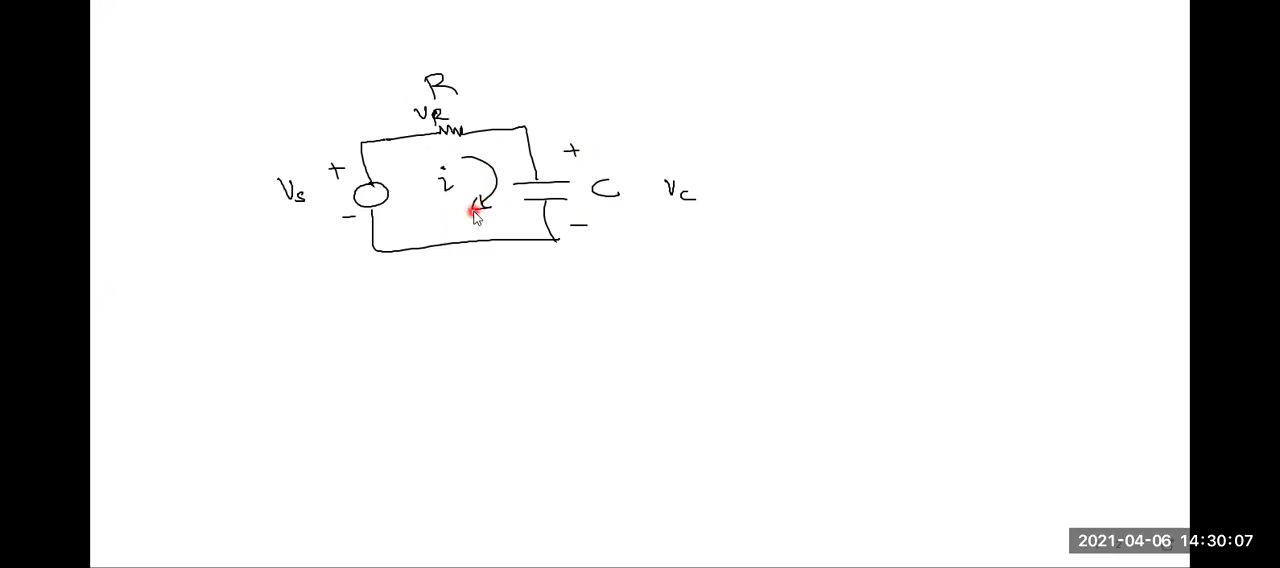 R
VR
+ +
Vs i C Vc
- -
2021-04-06 14:30:07